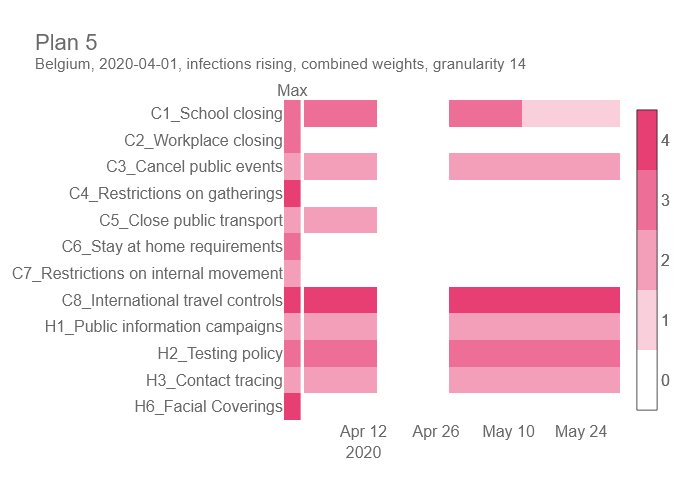 Plan 5
Belgium, 2020-04-01, infections rising, combined weights, granularity 14
Max
C1_School closing
C2_Workplace closing
C3_Cancel public events
C4_Restrictions on gatherings
C5_Close public transport
C6_Stay at home requirements
C7_Restrictions on internal movement
C8_International travel controls
H1_Public information campaigns
H2_Testing policy
H3_Contact tracing
H6_Facial Coverings
4
3
2
1
0
Apr 12 Apr 26 May 10 May 24
2020